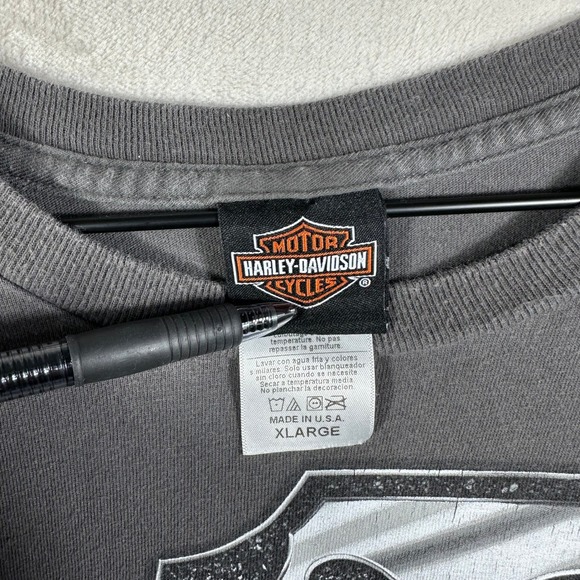 MOTOR
HARLEY-DAVIDSON
CYCLES
®
temperature. No pas
repasser la garniture.
Lavar con agua fria y colores
similares. Solo usar blanqueador
sin cloro cuando se necesite.
Secar a temperatura media.
No planchar la decoracion.
MADE IN U.S.A.
XLARGE